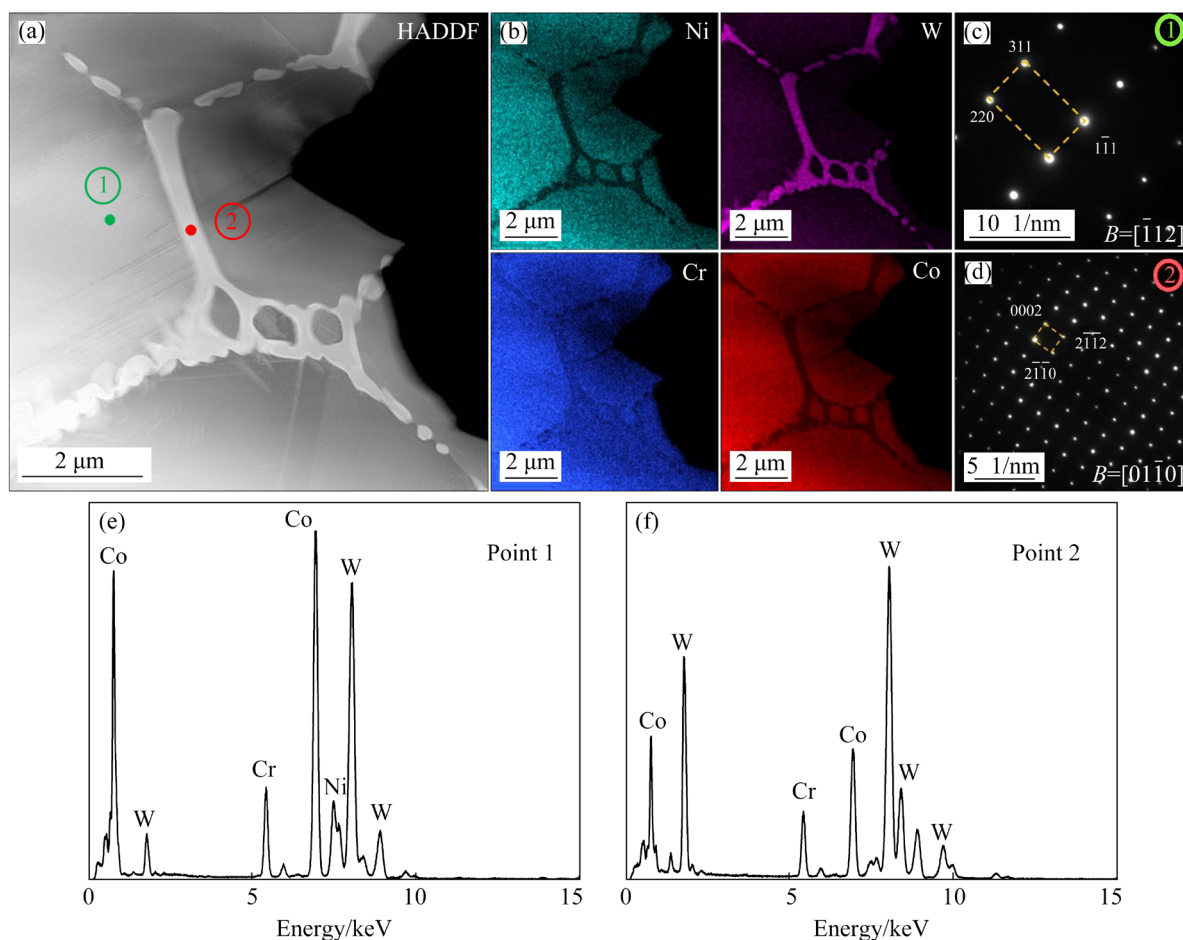 (a)
HADDF
1
2
2 μm
(b)
Ni
2 μm
W
2 μm
Cr
2 μm
Co
2 μm
(c)
1
311
220
11̄1
10 1/nm
B=[1̄12]
(d)
2
0002
21̄1̄2
21̄1̄0
5 1/nm
B=[011̄0]
(e)
Point 1
Co
W
Cr
Co
Ni
W
W
0 5 10 15
Energy/keV
(f)
Point 2
Co
W
Cr
Co
W
W
W
0 5 10 15
Energy/keV